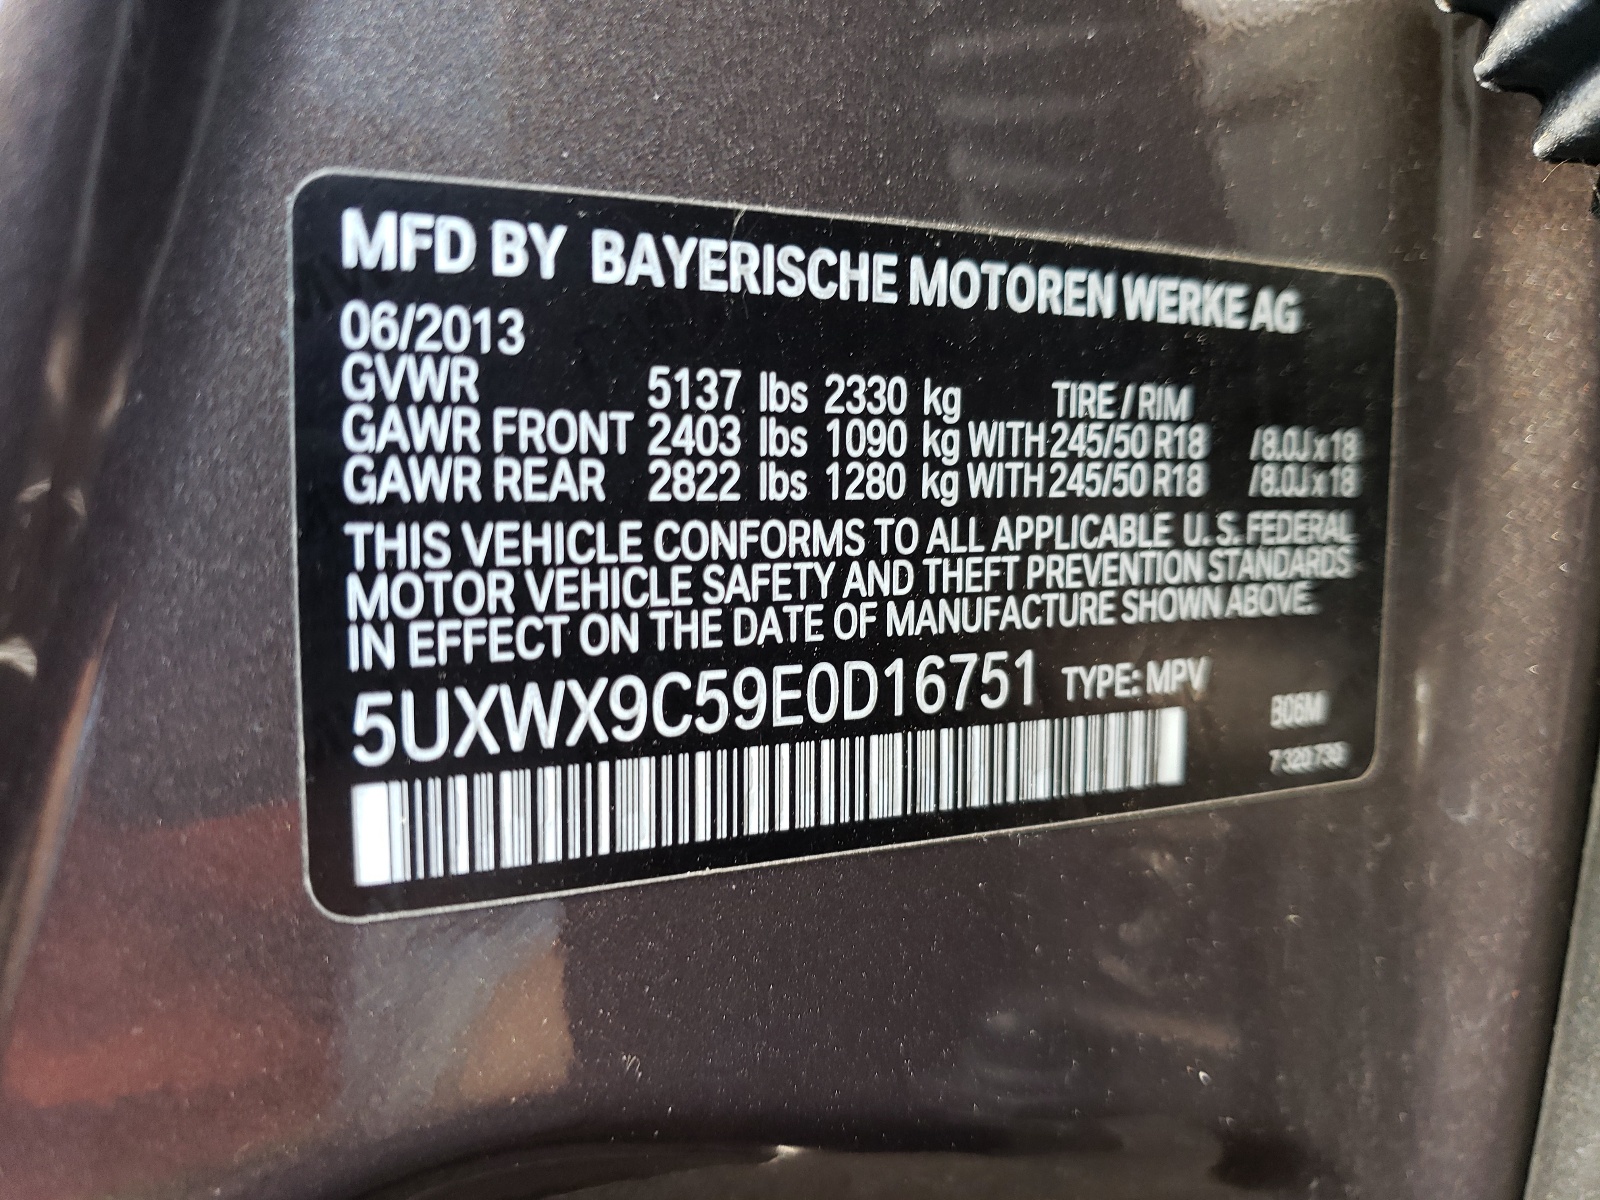 MFD BY BAYERISCHE MOTOREN WERKE AG
06/2013
GVWR 5137 lbs 2330 kg TIRE / RIM
GAWR FRONT 2403 lbs 1090 kg WITH 245/50 R18 /8.0J x 18
GAWR REAR 2822 lbs 1280 kg WITH 245/50 R18 /8.0J x 18
THIS VEHICLE CONFORMS TO ALL APPLICABLE U.S. FEDERAL
MOTOR VEHICLE SAFETY AND THEFT PREVENTION STANDARDS
IN EFFECT ON THE DATE OF MANUFACTURE SHOWN ABOVE.
5UXWX9C59E0D16751 TYPE: MPV
7 320 730